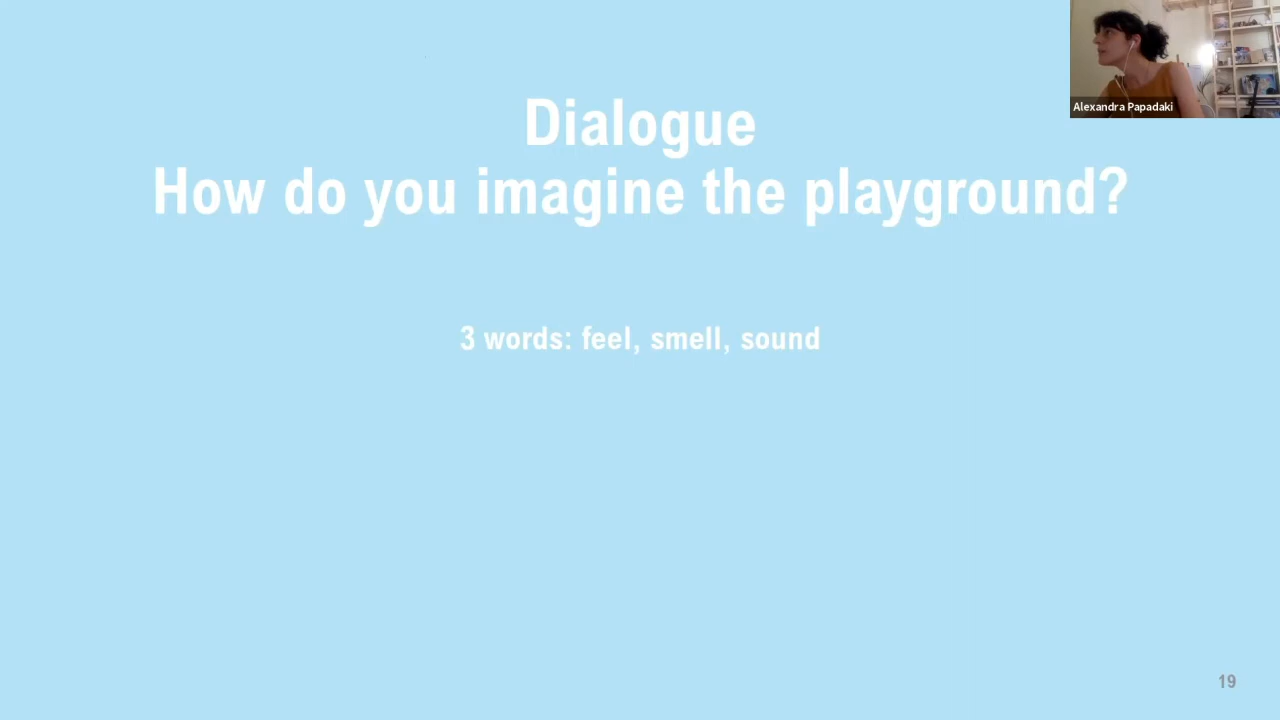 Dialogue
How do you imagine the playground?
3 words: feel, smell, sound
Alexandra Papadaki
19